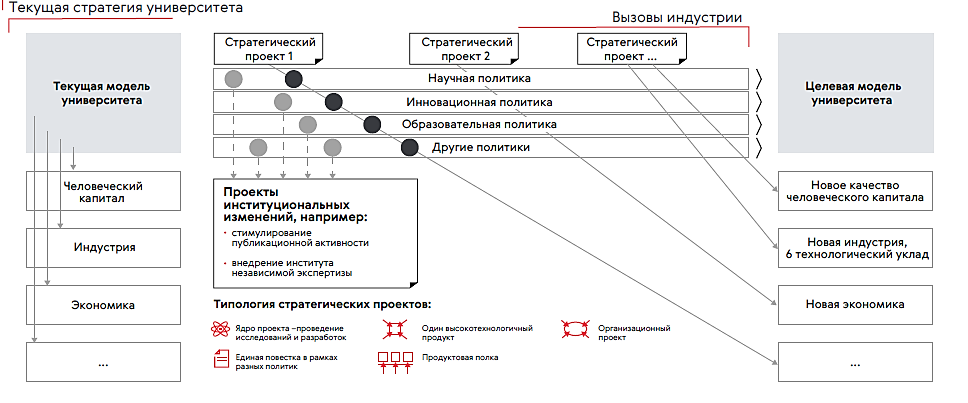 Текущая стратегия университета
Вызовы индустрии
Стратегический
проект 1
Стратегический
проект 2
Стратегический
проект ...
Текущая модель
университета
Научная политика
Инновационная политика
Образовательная политика
Другие политики
Целевая модель
университета
Человеческий
капитал
Индустрия
Экономика
...
Проекты
институциональных
изменений, например:
• стимулирование
публикационной активности
• внедрение института
независимой экспертизы
Новое качество
человеческого капитала
Новая индустрия,
6 технологический уклад
Новая экономика
...
Типология стратегических проектов:
Ядро проекта –проведение
исследований и разработок
Один высокотехнологичный
продукт
Организационный
проект
Единая повестка в рамках
разных политик
Продуктовая полка